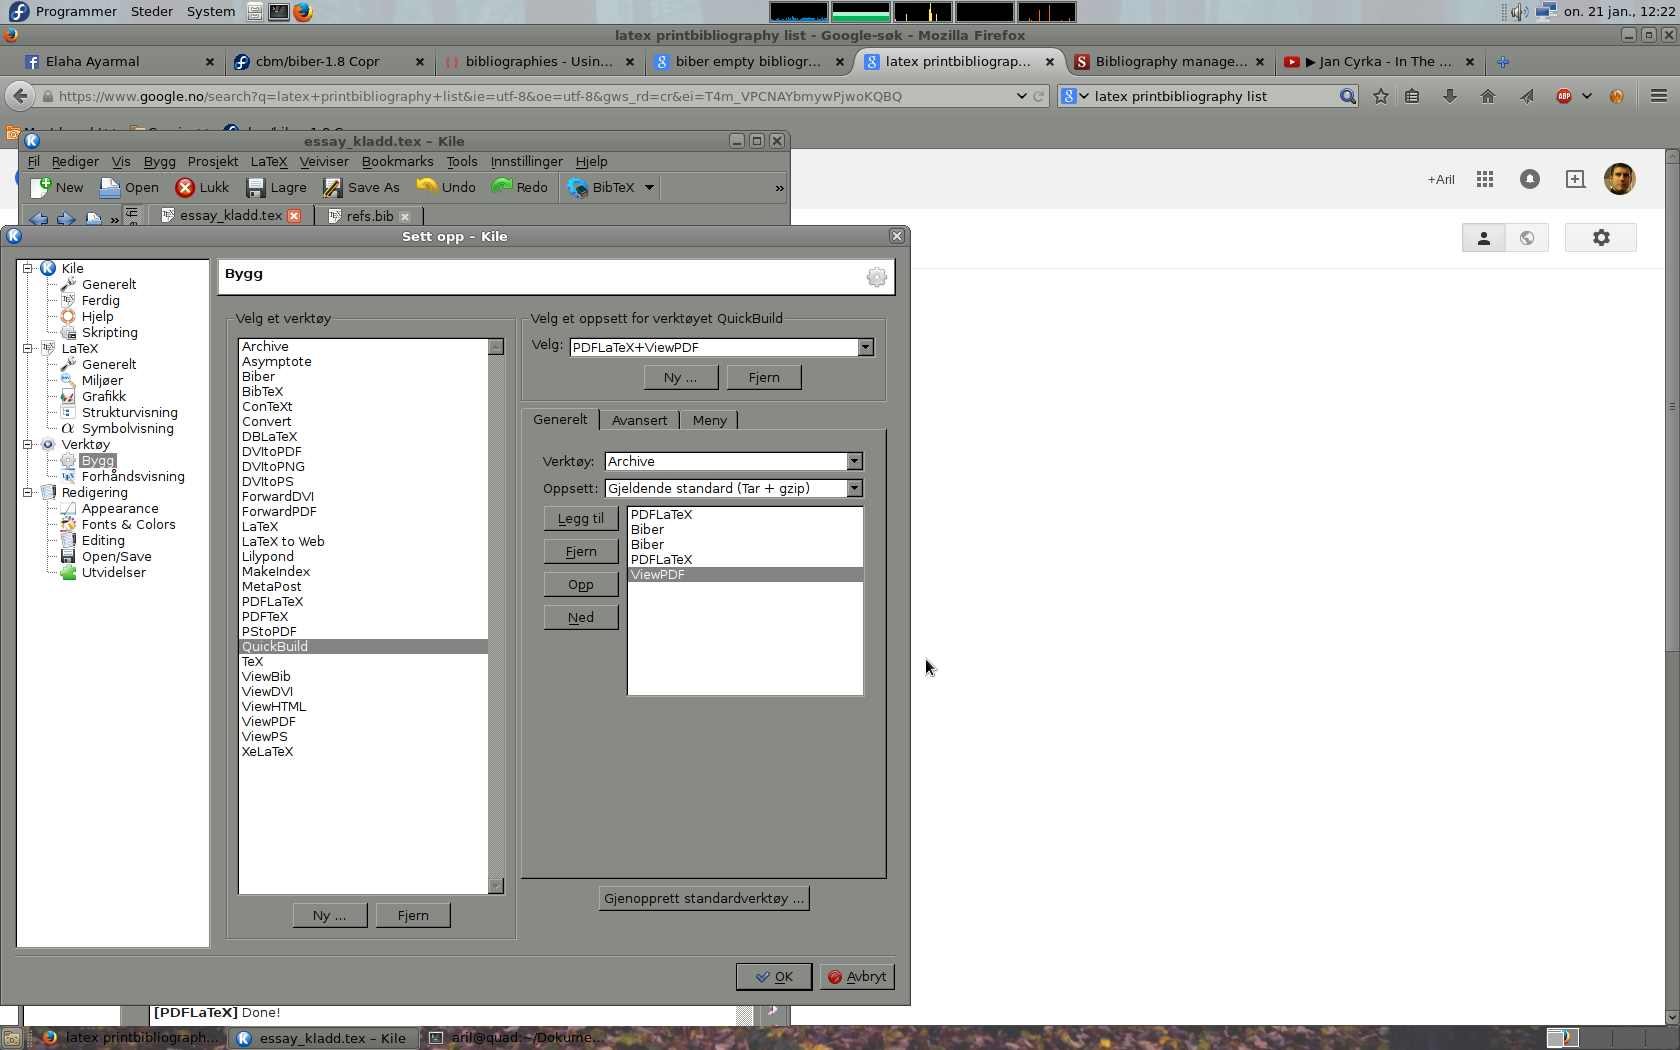 Programmer Steder System
on. 21 jan., 12:22
latex printbibliography list - Google-søk - Mozilla Firefox
Elaha Ayarmal
cbm/biber-1.8 Copr
bibliographies - Usin...
biber empty bibliogr...
latex printbibliograp...
Bibliography manage...
▶ Jan Cyrka - In The ...
https://www.google.no/search?q=latex+printbibliography+list&ie=utf-8&oe=utf-8&gws_rd=cr&ei=T4m_VPCNAYbmywPjwoKQBQ
latex printbibliography list
ABP
essay_kladd.tex – Kile
Fil Rediger Vis Bygg Prosjekt LaTeX Veiviser Bookmarks Tools Innstillinger Hjelp
New Open Lukk Lagre Save As Undo Redo BibTeX »
» essay_kladd.tex refs.bib
+Aril
Sett opp – Kile
Kile
Generelt
Ferdig
Hjelp
Skripting
LaTeX
Generelt
Miljøer
Grafikk
Strukturvisning
Symbolvisning
Verktøy
Bygg
Forhåndsvisning
Redigering
Appearance
Fonts & Colors
Editing
Open/Save
Utvidelser
Bygg
Velg et verktøy
Archive
Asymptote
Biber
BibTeX
ConTeXt
Convert
DBLaTeX
DVItoPDF
DVItoPNG
DVItoPS
ForwardDVI
ForwardPDF
LaTeX
LaTeX to Web
Lilypond
MakeIndex
MetaPost
PDFLaTeX
PDFTeX
PStoPDF
QuickBuild
TeX
ViewBib
ViewDVI
ViewHTML
ViewPDF
ViewPS
XeLaTeX
Ny ... Fjern
Velg et oppsett for verktøyet QuickBuild
Velg: PDFLaTeX+ViewPDF
Ny ... Fjern
Generelt Avansert Meny
Verktøy: Archive
Oppsett: Gjeldende standard (Tar + gzip)
Legg til
Fjern
Opp
Ned
PDFLaTeX
Biber
Biber
PDFLaTeX
ViewPDF
Gjenopprett standardverktøy ...
OK Avbryt
[PDFLaTeX] Done!
latex printbibliograph...
essay_kladd.tex – Kile
aril@quad:~/Dokume...